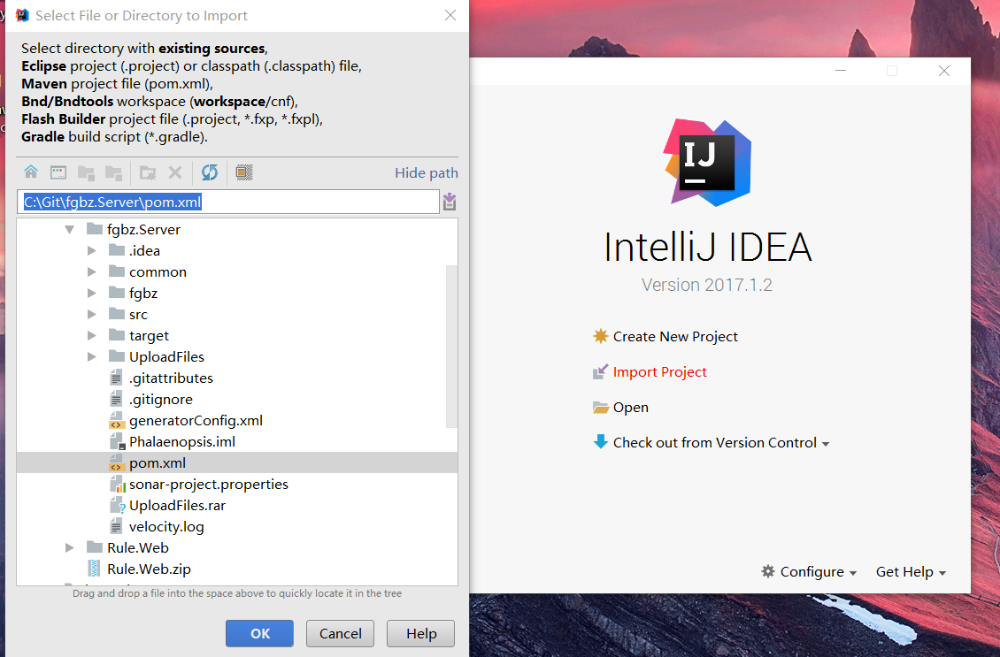 Select File or Directory to Import
Select directory with existing sources,
Eclipse project (.project) or classpath (.classpath) file,
Maven project file (pom.xml),
Bnd/Bndtools workspace (workspace/cnf),
Flash Builder project file (.project, *.fxp, *.fxpl),
Gradle build script (*.gradle).
Hide path
C:\Git\fgbz.Server\pom.xml
fgbz.Server
.idea
common
fgbz
src
target
UploadFiles
.gitattributes
.gitignore
generatorConfig.xml
Phalaenopsis.iml
pom.xml
sonar-project.properties
UploadFiles.rar
velocity.log
Rule.Web
Rule.Web.zip
Drag and drop a file into the space above to quickly locate it in the tree
OK
Cancel
Help
IJ
IntelliJ IDEA
Version 2017.1.2
Create New Project
Import Project
Open
Check out from Version Control
Configure
Get Help